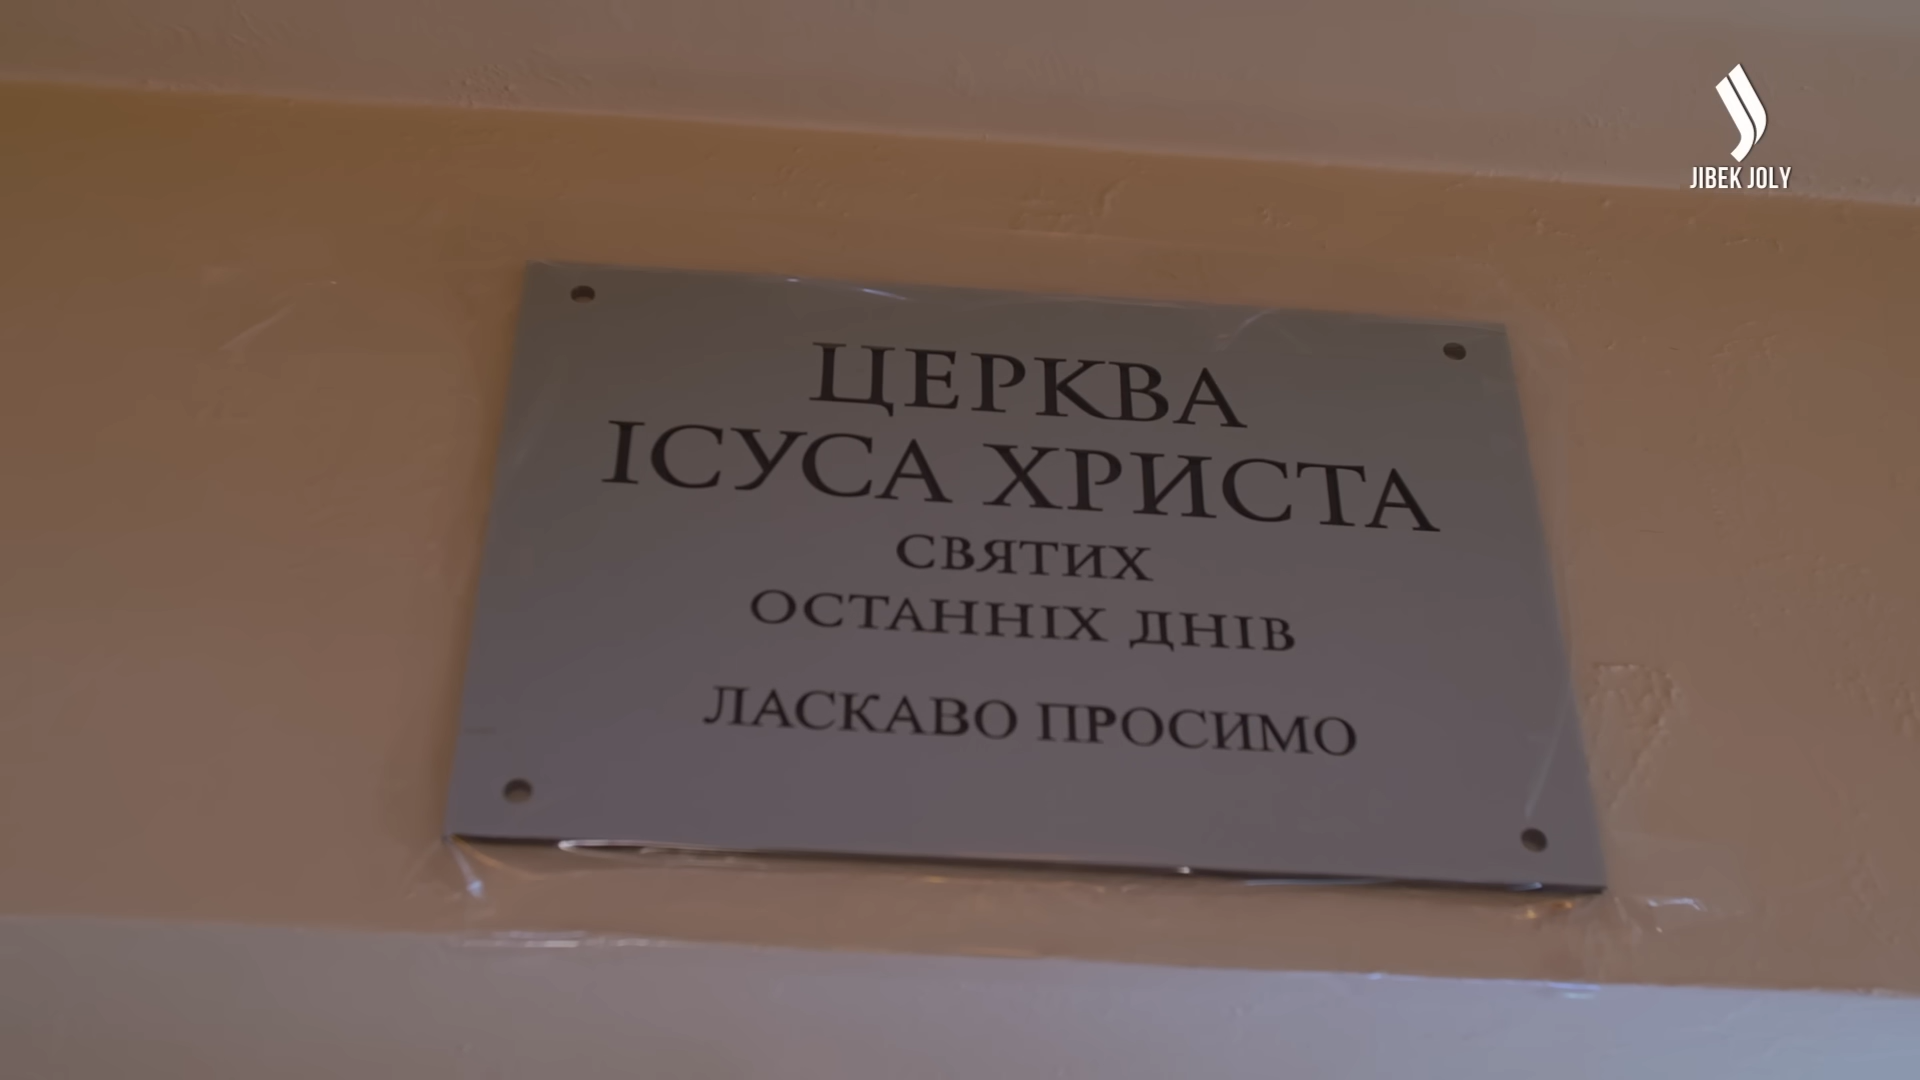 JIBEK JOLY
ЦЕРКВА
ІСУСА ХРИСТА
СВЯТИХ
ОСТАННІХ ДНІВ
ЛАСКАВО ПРОСИМО